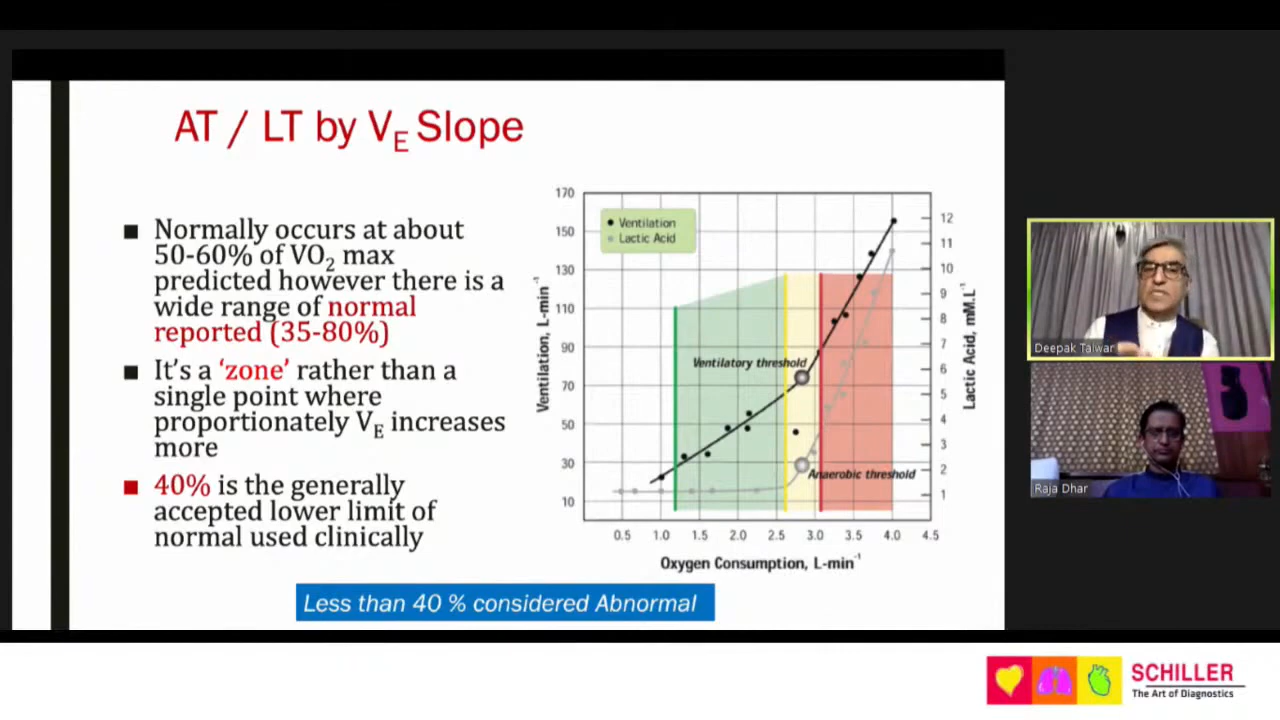 AT / LT by VE Slope
Normally occurs at about
50-60% of VO2 max
predicted however there is a
wide range of normal
reported (35-80%)
It's a ‘zone’ rather than a
single point where
proportionately VE increases
more
40% is the generally
accepted lower limit of
normal used clinically
170
150
130
110
90
70
50
30
10
Ventilation, L-min-1
Ventilation
Lactic Acid
Ventilatory threshold
Anaerobic threshold
12
11
10
9
8
7
6
5
4
3
2
1
Lactic Acid, mM.L-1
0.5 1.0 1.5 2.0 2.5 3.0 3.5 4.0 4.5
Oxygen Consumption, L-min-1
Less than 40 % considered Abnormal
Deepak Talwar
Raja Dhar
SCHILLER
The Art of Diagnostics